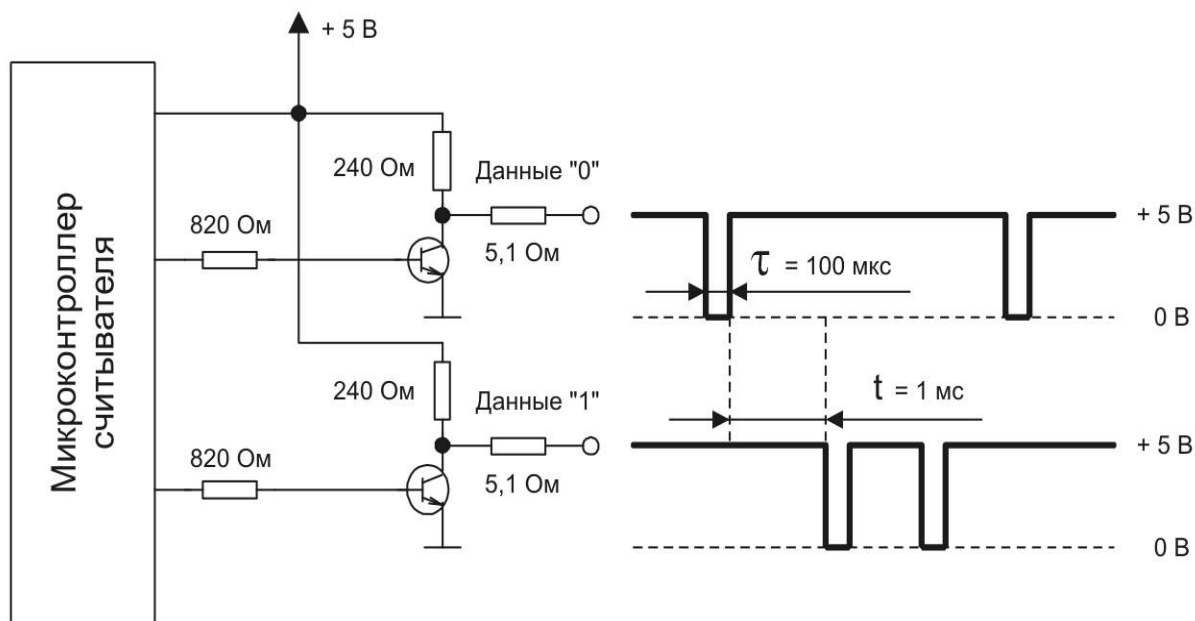 + 5 В
Микроконтроллер
считывателя
240 Ом
Данные "0"
820 Ом
5,1 Ом
+ 5 В
τ = 100 мкс
0 В
240 Ом
Данные "1"
t = 1 мс
820 Ом
5,1 Ом
+ 5 В
0 В